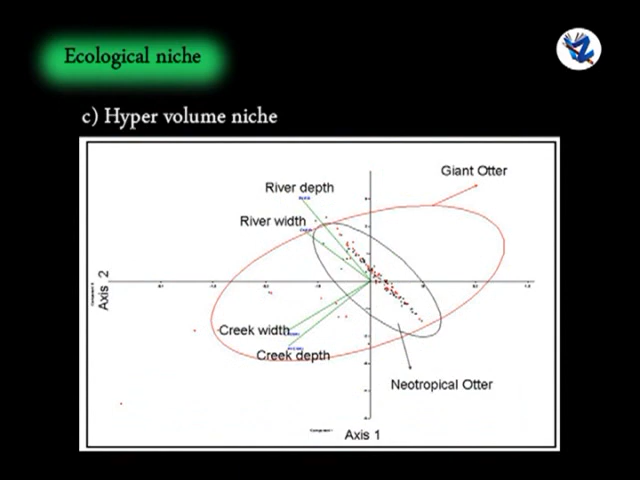 Ecological niche
c) Hyper volume niche
Giant Otter
River depth
River width
Axis 2
Creek width
Creek depth
Neotropical Otter
Axis 1